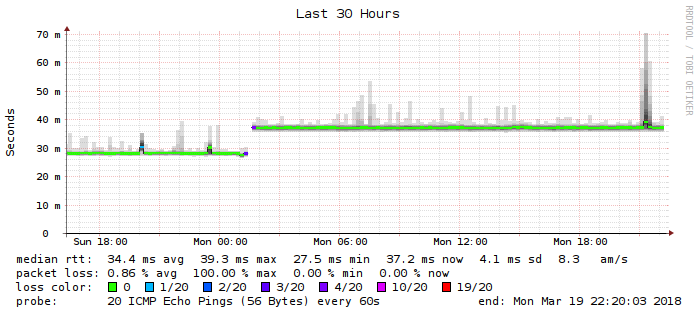 Last 30 Hours
RRDTOOL / TOBI OETIKER
Seconds
70 m
60 m
50 m
40 m
30 m
20 m
10 m
0
Sun 18:00 Mon 00:00 Mon 06:00 Mon 12:00 Mon 18:00
median rtt: 34.4 ms avg 39.3 ms max 27.5 ms min 37.2 ms now 4.1 ms sd 8.3 am/s
packet loss: 0.86 % avg 100.00 % max 0.00 % min 0.00 % now
loss color: 0 1/20 2/20 3/20 4/20 10/20 19/20
probe: 20 ICMP Echo Pings (56 Bytes) every 60s end: Mon Mar 19 22:20:03 2018